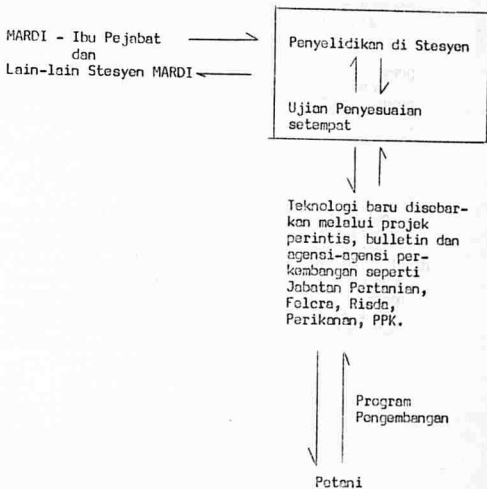 MARDI - Ibu Pejabat
dan
Lain-lain Stesyen MARDI
Penyelidikan di Stesyen
Ujian Penyesuaian
setempat
Teknologi baru disebar-
kan melalui projek
perintis, bulletin dan
agensi-agensi per-
kembangan seperti
Jabatan Pertanian,
Felcra, Risda,
Perikanan, PPK.
Program
Pengembangan
Petani